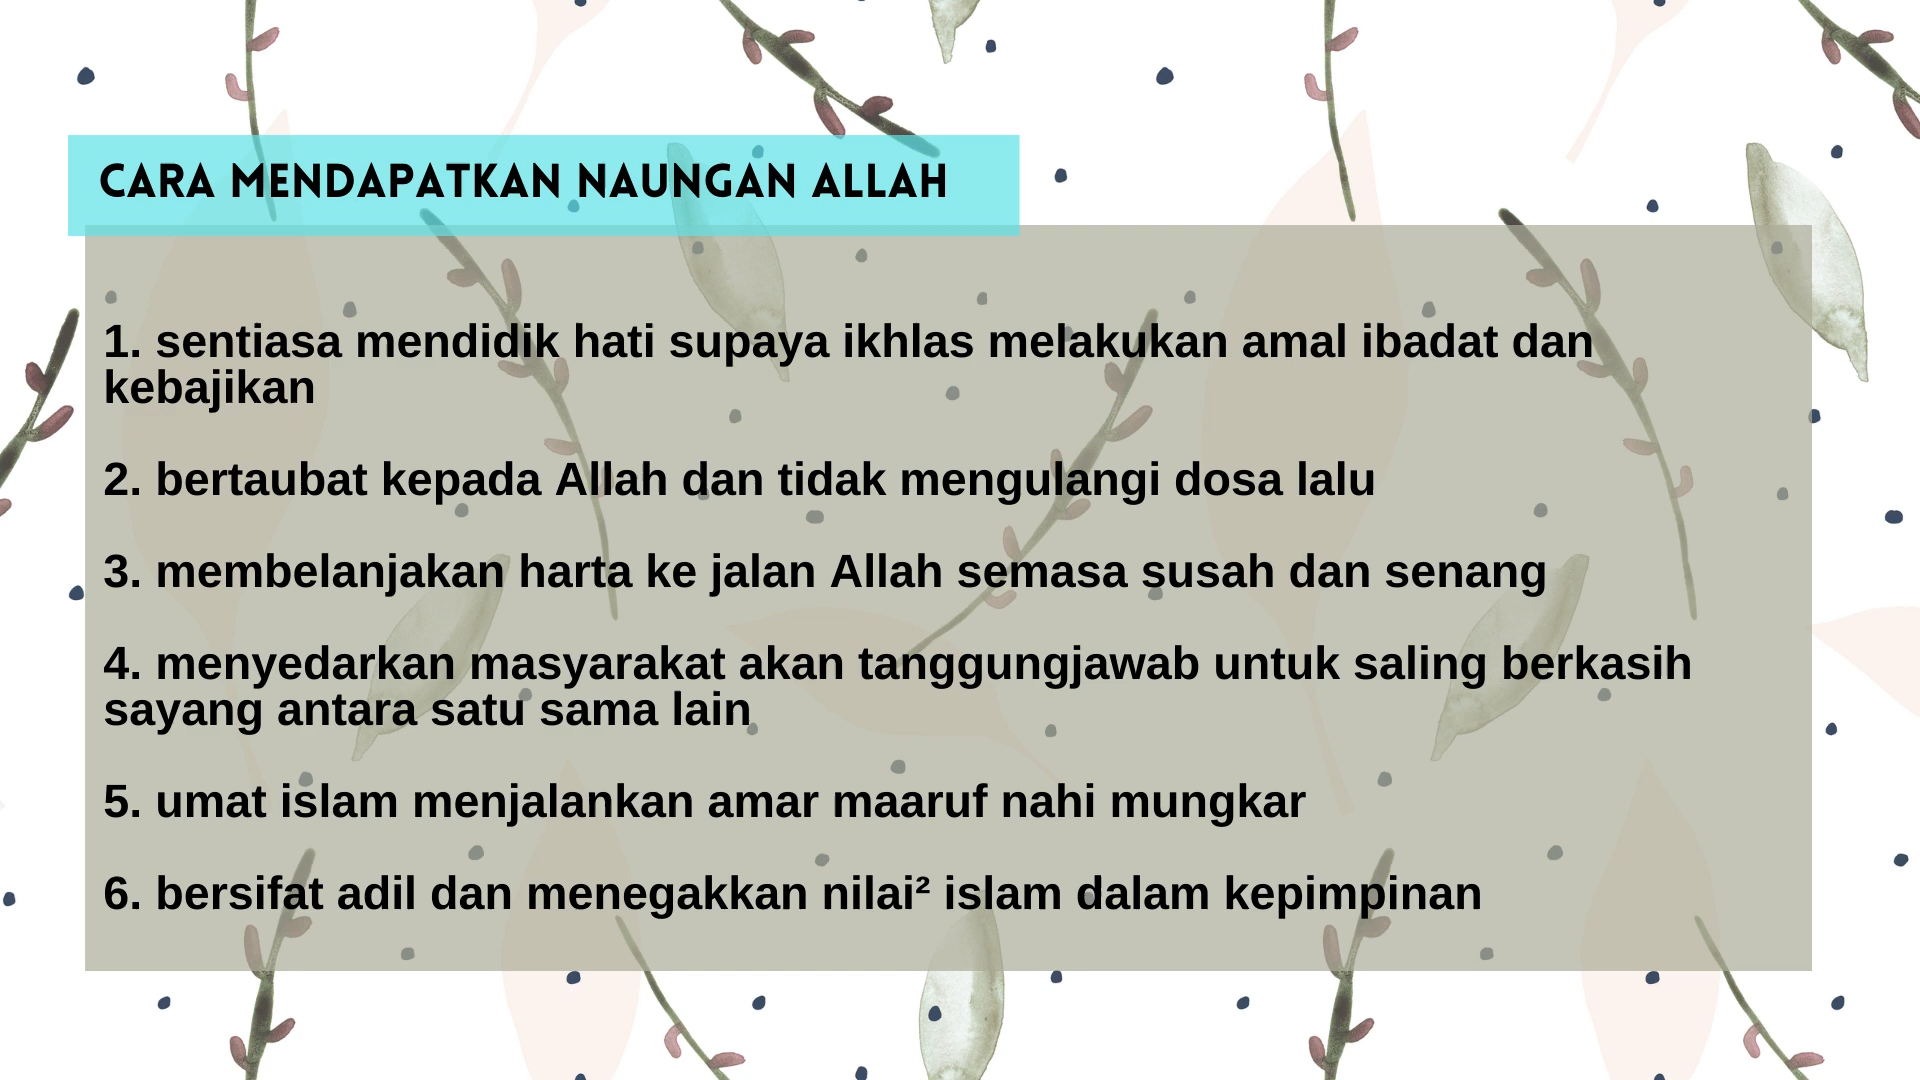 CARA MENDAPATKAN NAUNGAN ALLAH
1. sentiasa mendidik hati supaya ikhlas melakukan amal ibadat dan
kebajikan
2. bertaubat kepada Allah dan tidak mengulangi dosa lalu
3. membelanjakan harta ke jalan Allah semasa susah dan senang
4. menyedarkan masyarakat akan tanggungjawab untuk saling berkasih
sayang antara satu sama lain
5. umat islam menjalankan amar maaruf nahi mungkar
6. bersifat adil dan menegakkan nilai² islam dalam kepimpinan